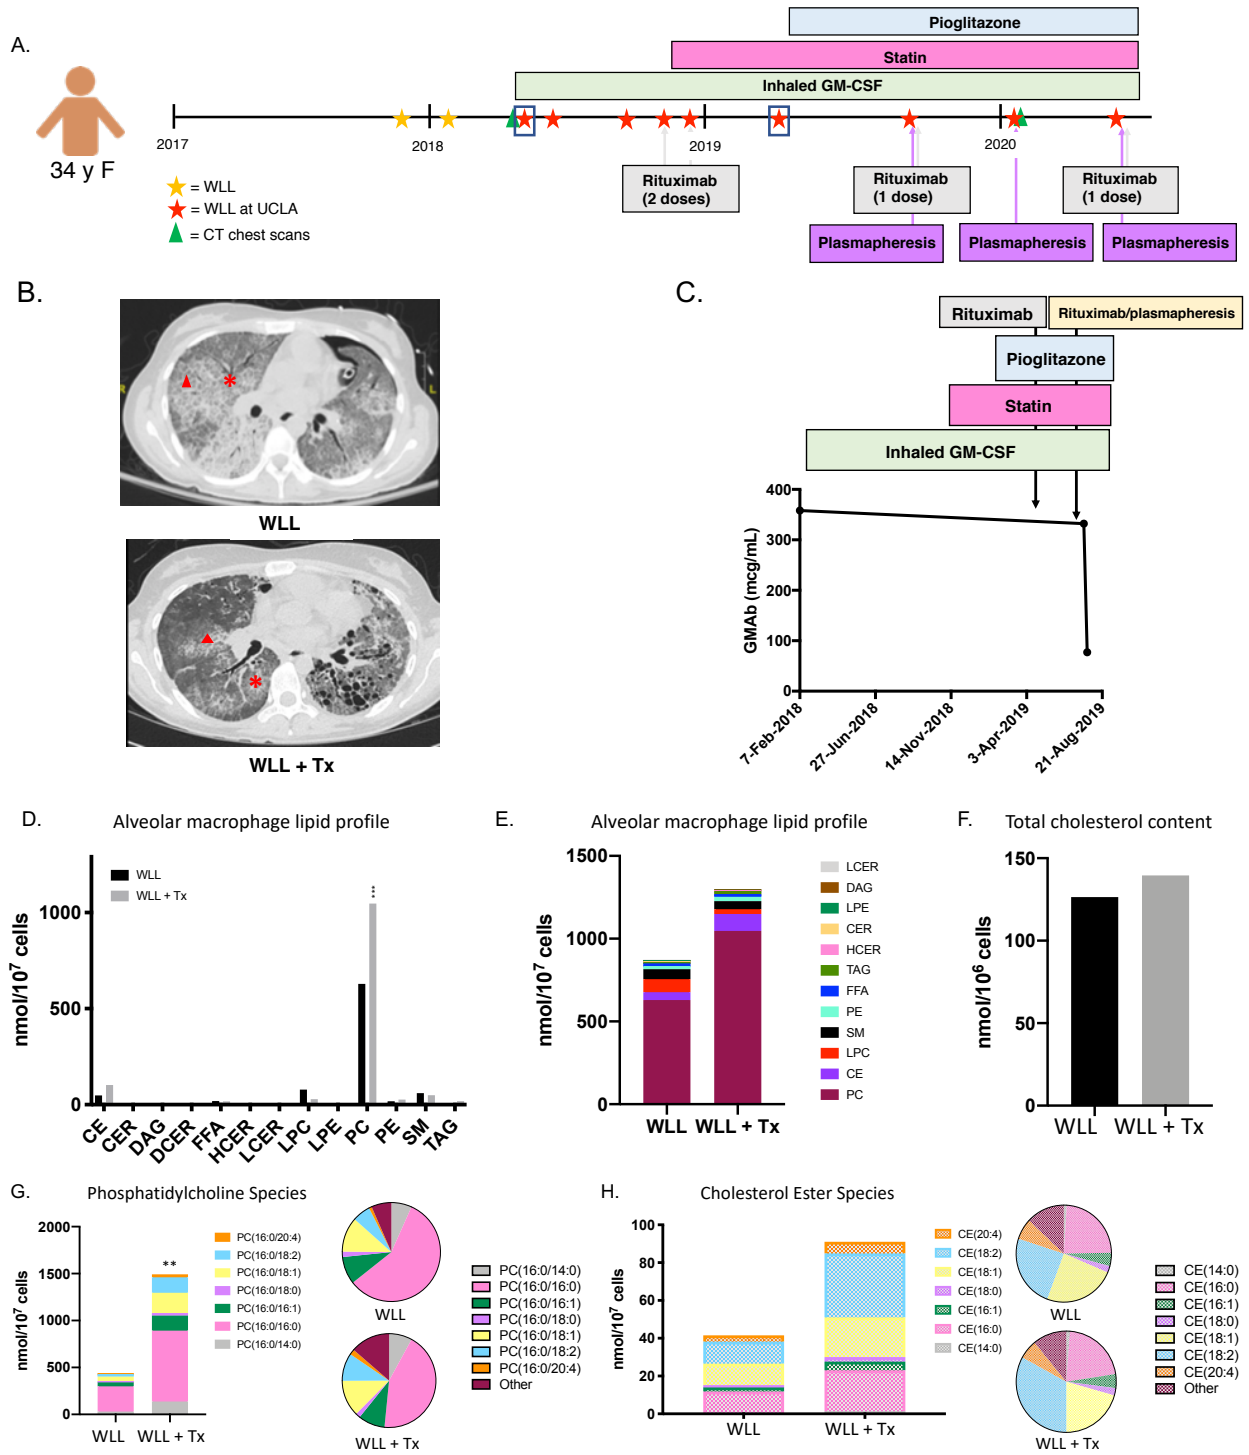 A.
Pioglitazone
Statin
Inhaled GM-CSF
34 y F
2017
2018
2019
2020
= WLL
= WLL at UCLA
= CT chest scans
Rituximab
(2 doses)
Rituximab
(1 dose)
Rituximab
(1 dose)
Plasmapheresis
Plasmapheresis
Plasmapheresis
B.
R
L
WLL
WLL + Tx
C.
Rituximab
Rituximab/plasmapheresis
Pioglitazone
Statin
Inhaled GM-CSF
GMAb (mcg/mL)
400
300
200
100
0
7-Feb-2018
27-Jun-2018
14-Nov-2018
3-Apr-2019
21-Aug-2019
D.
Alveolar macrophage lipid profile
WLL
WLL + Tx
nmol/10⁷ cells
1000
500
0
CE
CER
DAG
DCER
FFA
HCER
LCER
LPC
LPE
PC
PE
SM
TAG
E.
Alveolar macrophage lipid profile
nmol/10⁷ cells
1500
1000
500
0
WLL
WLL + Tx
LCER
DAG
LPE
CER
HCER
TAG
FFA
PE
SM
LPC
CE
PC
F.
Total cholesterol content
nmol/10⁶ cells
150
100
50
0
WLL
WLL + Tx
G.
Phosphatidylcholine Species
nmol/10⁷ cells
2000
1500
1000
500
0
**
WLL
WLL + Tx
PC(16:0/20:4)
PC(16:0/18:2)
PC(16:0/18:1)
PC(16:0/18:0)
PC(16:0/16:1)
PC(16:0/16:0)
PC(16:0/14:0)
WLL
WLL + Tx
PC(16:0/14:0)
PC(16:0/16:0)
PC(16:0/16:1)
PC(16:0/18:0)
PC(16:0/18:1)
PC(16:0/18:2)
PC(16:0/20:4)
Other
H.
Cholesterol Ester Species
nmol/10⁷ cells
100
80
60
40
20
0
WLL
WLL + Tx
CE(20:4)
CE(18:2)
CE(18:1)
CE(18:0)
CE(16:1)
CE(16:0)
CE(14:0)
WLL
WLL + Tx
CE(14:0)
CE(16:0)
CE(16:1)
CE(18:0)
CE(18:1)
CE(18:2)
CE(20:4)
Other